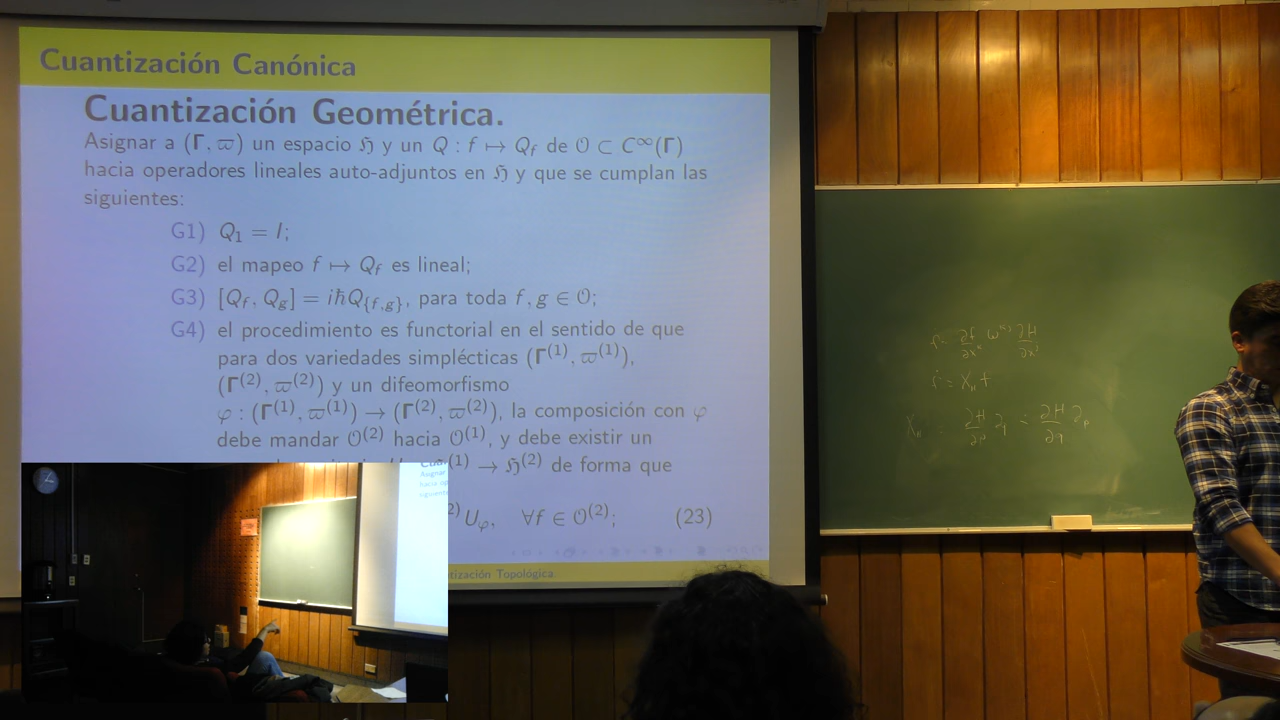 Cuantización Canónica
Cuantización Geométrica.
Asignar a (Γ, ϖ) un espacio ℌ y un Q : f ↦ Q_f de 𝒪 ⊂ C^∞(Γ)
hacia operadores lineales auto-adjuntos en ℌ y que se cumplan las
siguientes:
G1) Q_1 = I;
G2) el mapeo f ↦ Q_f es lineal;
G3) [Q_f, Q_g] = iħQ_{f,g}, para toda f, g ∈ 𝒪;
G4) el procedimiento es functorial en el sentido de que
para dos variedades simplécticas (Γ^(1), ϖ^(1)),
(Γ^(2), ϖ^(2)) y un difeomorfismo
φ : (Γ^(1), ϖ^(1)) → (Γ^(2), ϖ^(2)), la composición con φ
debe mandar 𝒪^(2) hacia 𝒪^(1), y debe existir un
^(1) → ℌ^(2) de forma que
U_φ, ∀f ∈ 𝒪^(2); (23)
Topológica